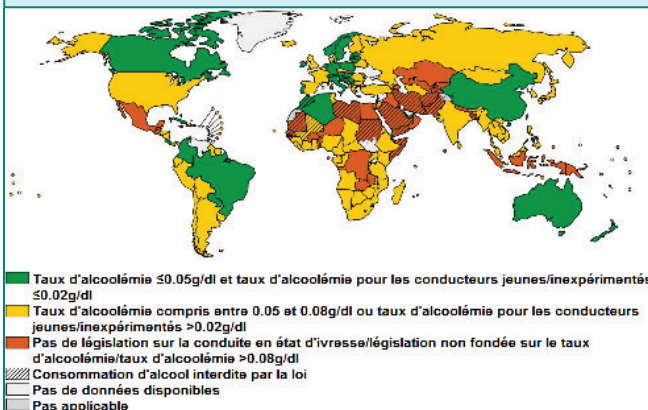 Taux d'alcoolémie ≤0.05g/dl et taux d'alcoolémie pour les conducteurs jeunes/inexpérimentés
≤0.02g/dl
Taux d'alcoolémie compris entre 0.05 et 0.08g/dl ou taux d'alcoolémie pour les conducteurs
jeunes/inexpérimentés >0.02g/dl
Pas de législation sur la conduite en état d'ivresse/législation non fondée sur le taux
d'alcoolémie/taux d'alcoolémie >0.08g/dl
Consommation d'alcool interdite par la loi
Pas de données disponibles
Pas applicable